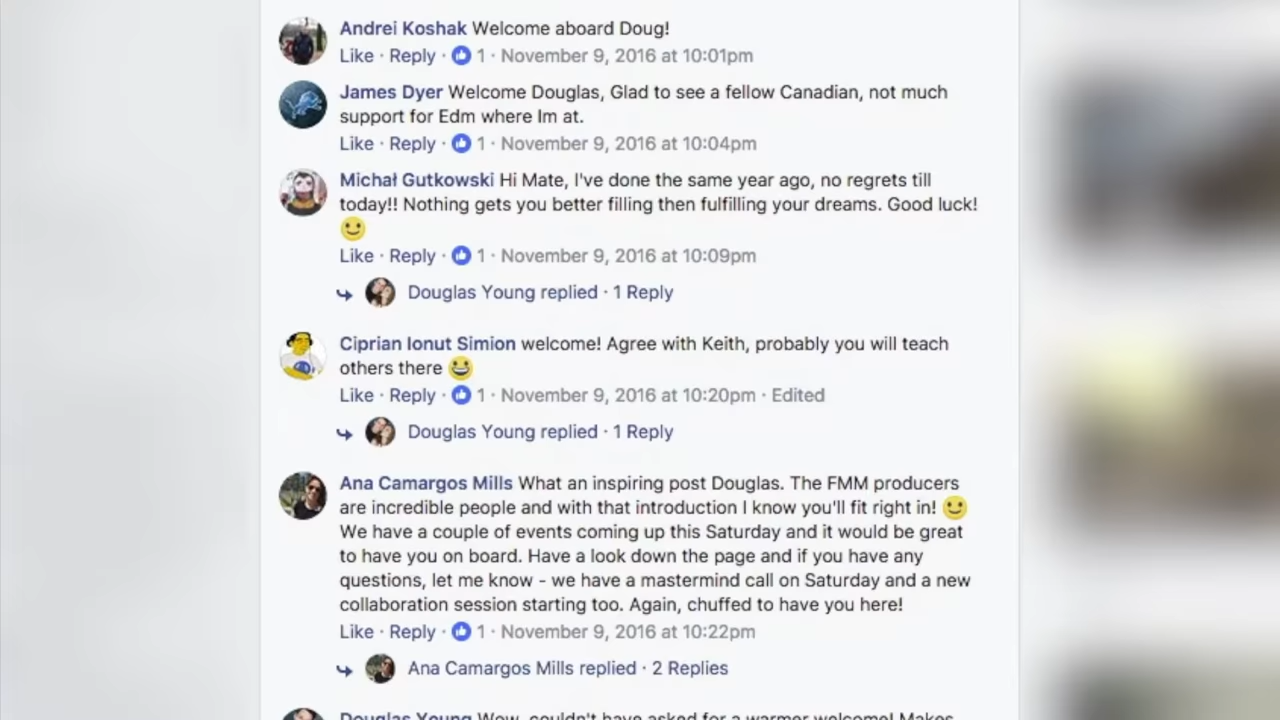 Andrei Koshak Welcome aboard Doug!
Like · Reply · 1 · November 9, 2016 at 10:01pm
James Dyer Welcome Douglas, Glad to see a fellow Canadian, not much
support for Edm where Im at.
Like · Reply · 1 · November 9, 2016 at 10:04pm
Michał Gutkowski Hi Mate, I've done the same year ago, no regrets till
today!! Nothing gets you better filling then fulfilling your dreams. Good luck!
🙂
Like · Reply · 1 · November 9, 2016 at 10:09pm
Douglas Young replied · 1 Reply
Ciprian Ionut Simion welcome! Agree with Keith, probably you will teach
others there 😀
Like · Reply · 1 · November 9, 2016 at 10:20pm · Edited
Douglas Young replied · 1 Reply
Ana Camargos Mills What an inspiring post Douglas. The FMM producers
are incredible people and with that introduction I know you'll fit right in! 🙂
We have a couple of events coming up this Saturday and it would be great
to have you on board. Have a look down the page and if you have any
questions, let me know - we have a mastermind call on Saturday and a new
collaboration session starting too. Again, chuffed to have you here!
Like · Reply · 1 · November 9, 2016 at 10:22pm
Ana Camargos Mills replied · 2 Replies
Douglas Young Wow, couldn't have asked for a warmer welcome! Makes